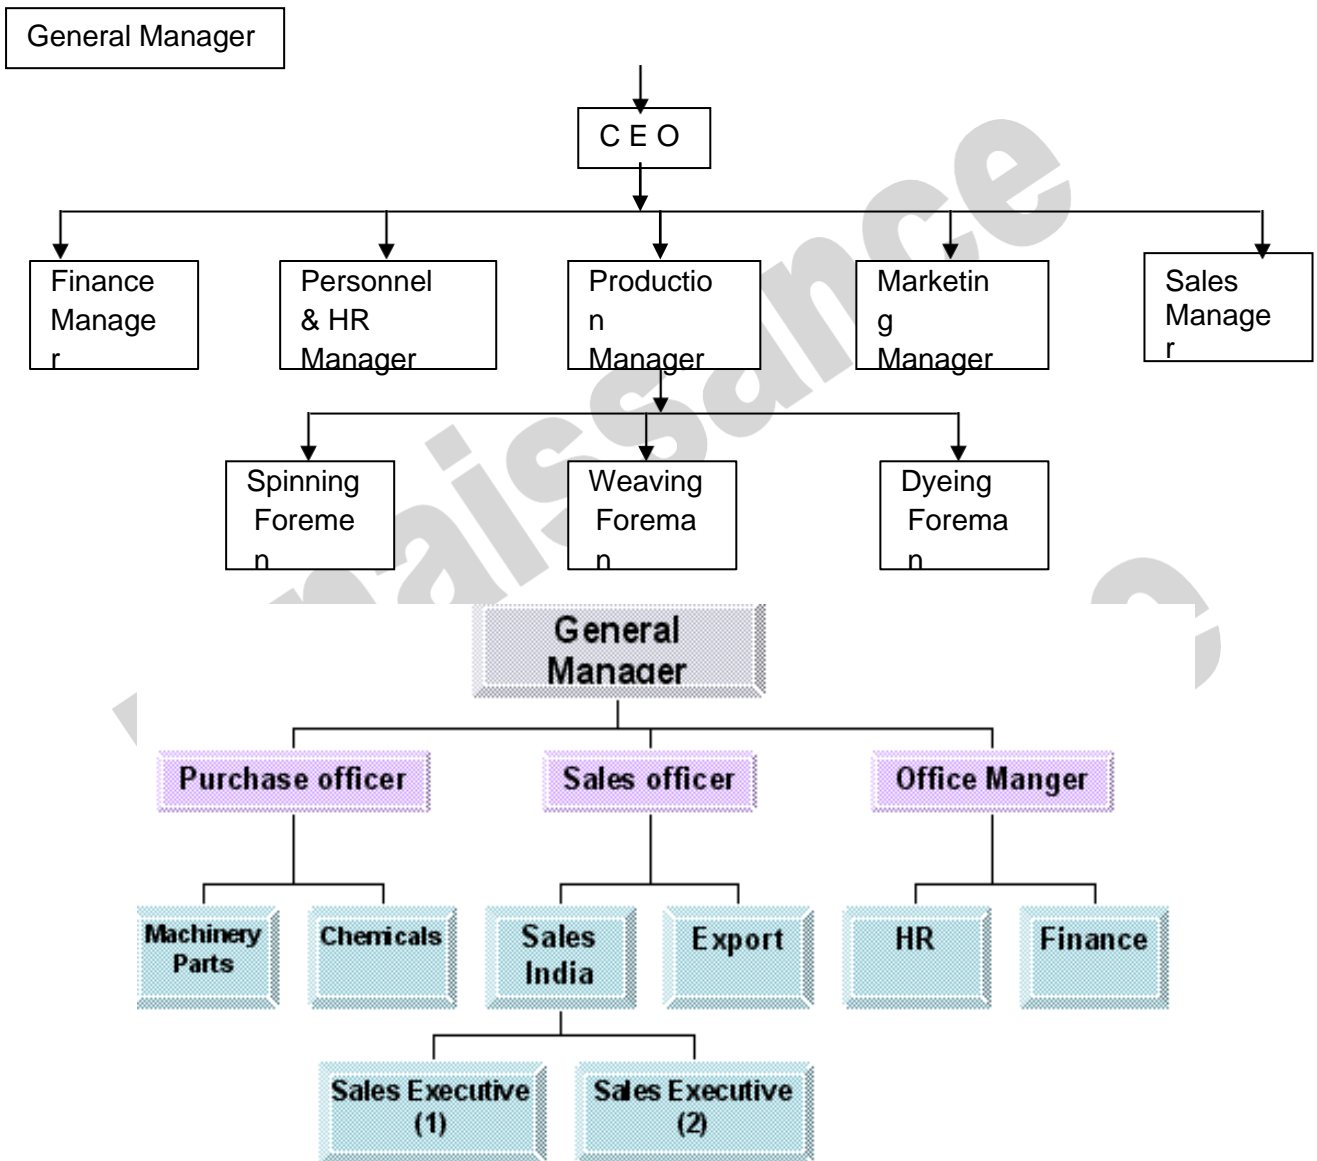 General Manager
C E O
Finance
Manage
r
Personnel
& HR
Manager
Productio
n
Manager
Marketin
g
Manager
Sales
Manage
r
Spinning
Foreme
n
Weaving
Forema
n
Dyeing
Forema
n
General
Manager
Purchase officer
Sales officer
Office Manger
Machinery
Parts
Chemicals
Sales
India
Export
HR
Finance
Sales Executive
(1)
Sales Executive
(2)